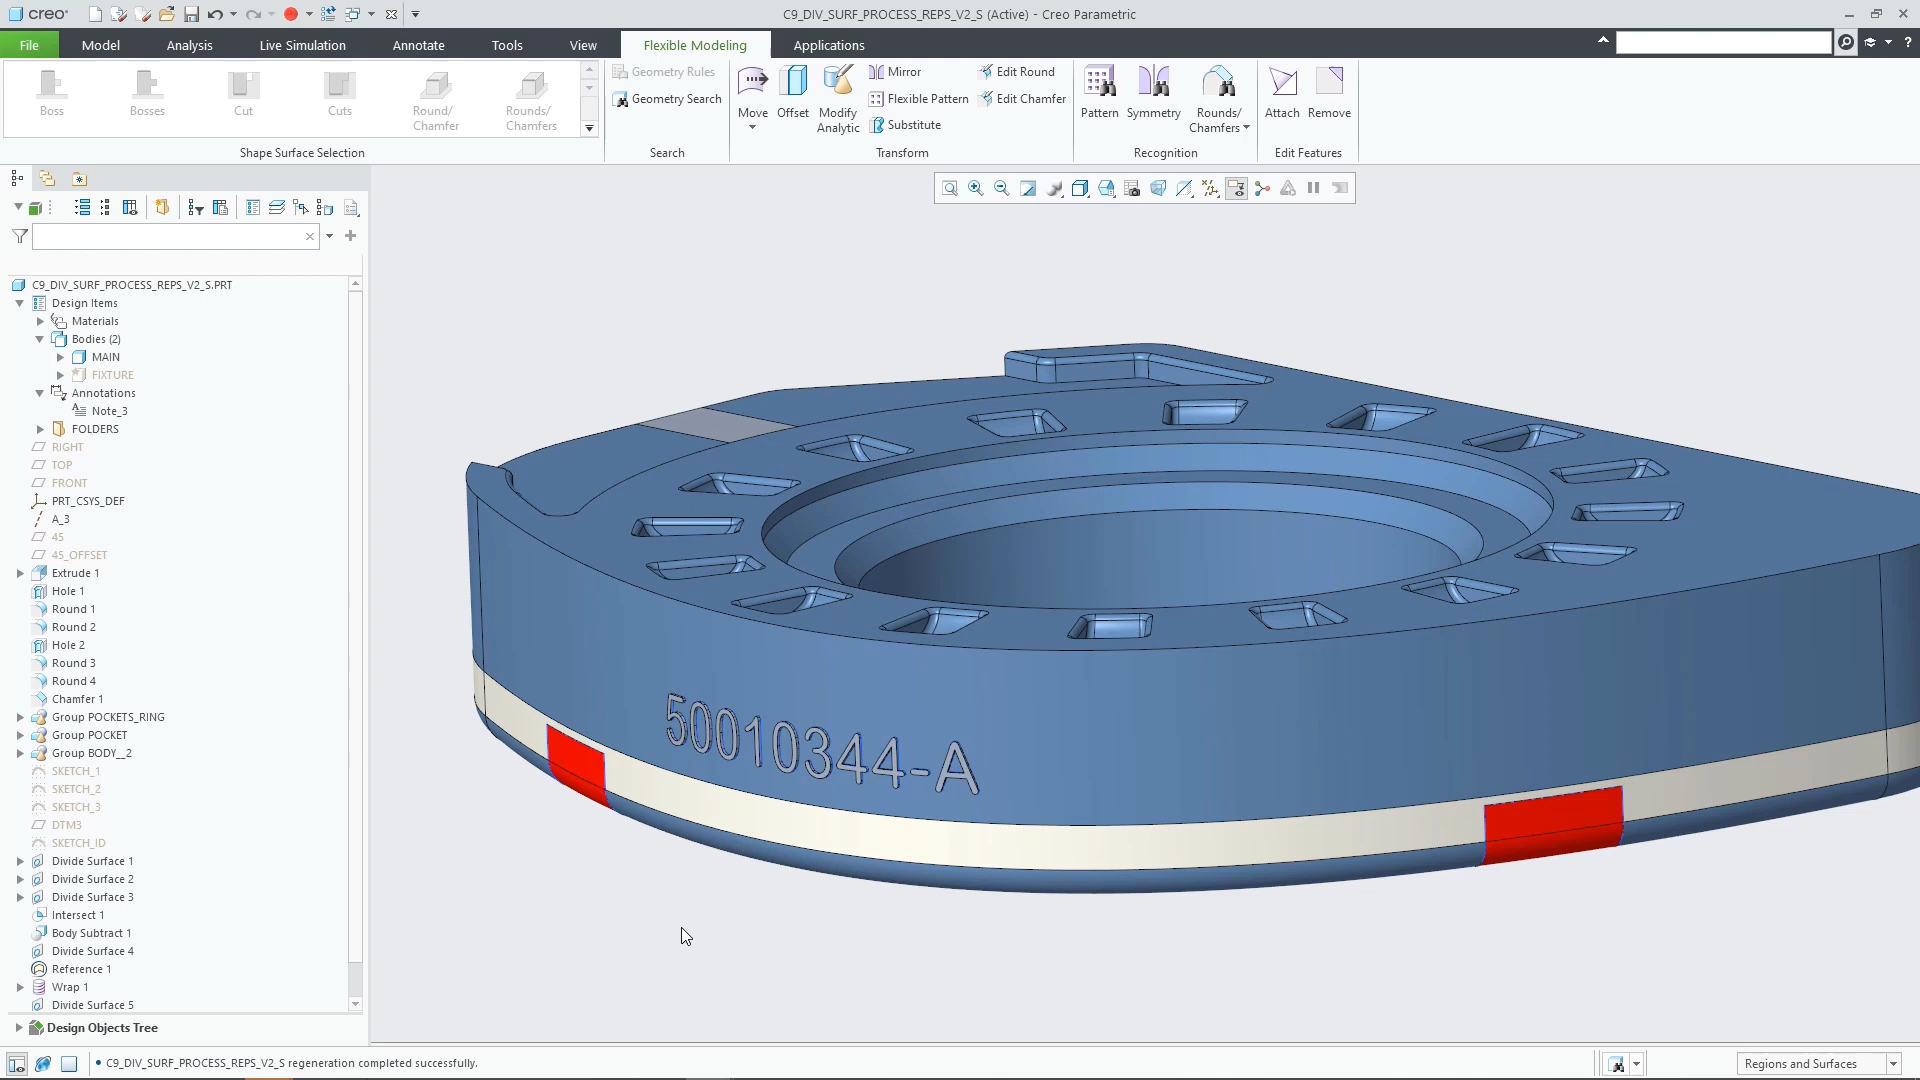 creo
C9_DIV_SURF_PROCESS_REPS_V2_S (Active) - Creo Parametric
File Model Analysis Live Simulation Annotate Tools View Flexible Modeling Applications
Boss
Bosses
Cut
Cuts
Round/
Chamfer
Rounds/
Chamfers
Shape Surface Selection
Geometry Rules
Geometry Search
Search
Move
Offset
Modify
Analytic
Mirror
Flexible Pattern
Substitute
Edit Round
Edit Chamfer
Transform
Pattern
Symmetry
Rounds/
Chamfers
Recognition
Attach
Remove
Edit Features
C9_DIV_SURF_PROCESS_REPS_V2_S.PRT
Design Items
Materials
Bodies (2)
MAIN
FIXTURE
Annotations
Note_3
FOLDERS
RIGHT
TOP
FRONT
PRT_CSYS_DEF
A_3
45
45_OFFSET
Extrude 1
Hole 1
Round 1
Round 2
Hole 2
Round 3
Round 4
Chamfer 1
Group POCKETS_RING
Group POCKET
Group BODY__2
SKETCH_1
SKETCH_2
SKETCH_3
DTM3
SKETCH_ID
Divide Surface 1
Divide Surface 2
Divide Surface 3
Intersect 1
Body Subtract 1
Divide Surface 4
Reference 1
Wrap 1
Divide Surface 5
Design Objects Tree
50010344-A
• C9_DIV_SURF_PROCESS_REPS_V2_S regeneration completed successfully.
Regions and Surfaces